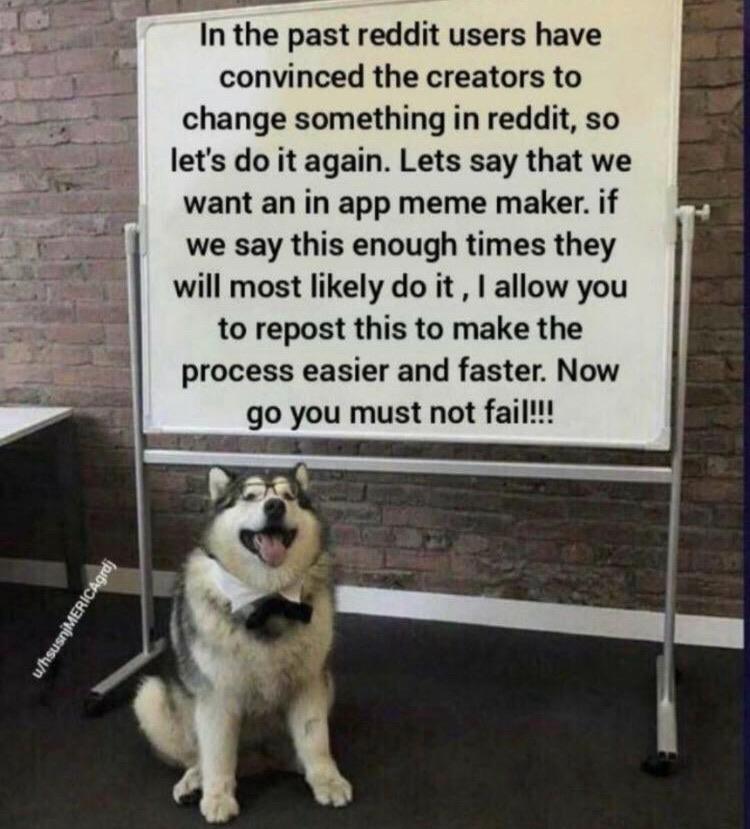 In the past reddit users have
convinced the creators to
change something in reddit, so
let's do it again. Lets say that we
want an in app meme maker. if
we say this enough times they
will most likely do it , I allow you
to repost this to make the
process easier and faster. Now
go you must not fail!!!
u/hsusnjMERICAgrdj